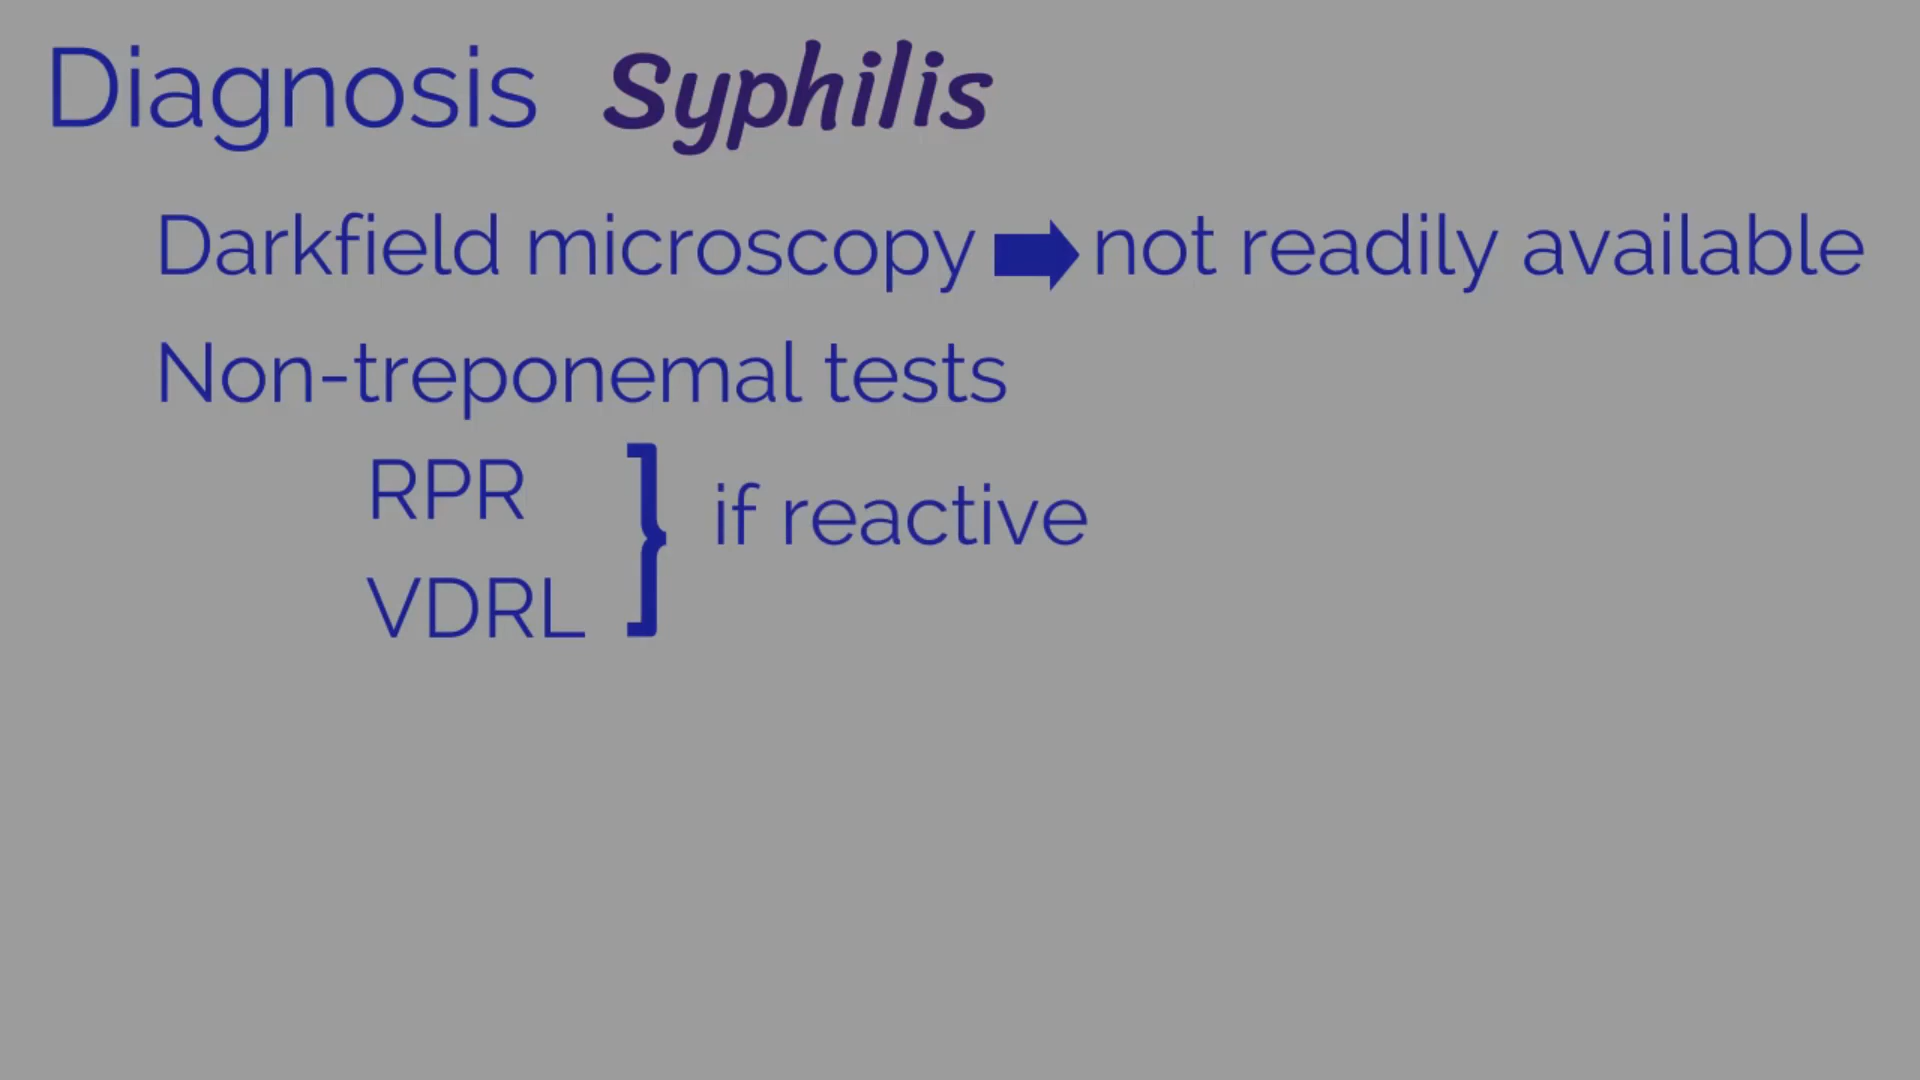 Diagnosis Syphilis
Darkfield microscopy not readily available
Non-treponemal tests
RPR
if reactive
VDRL